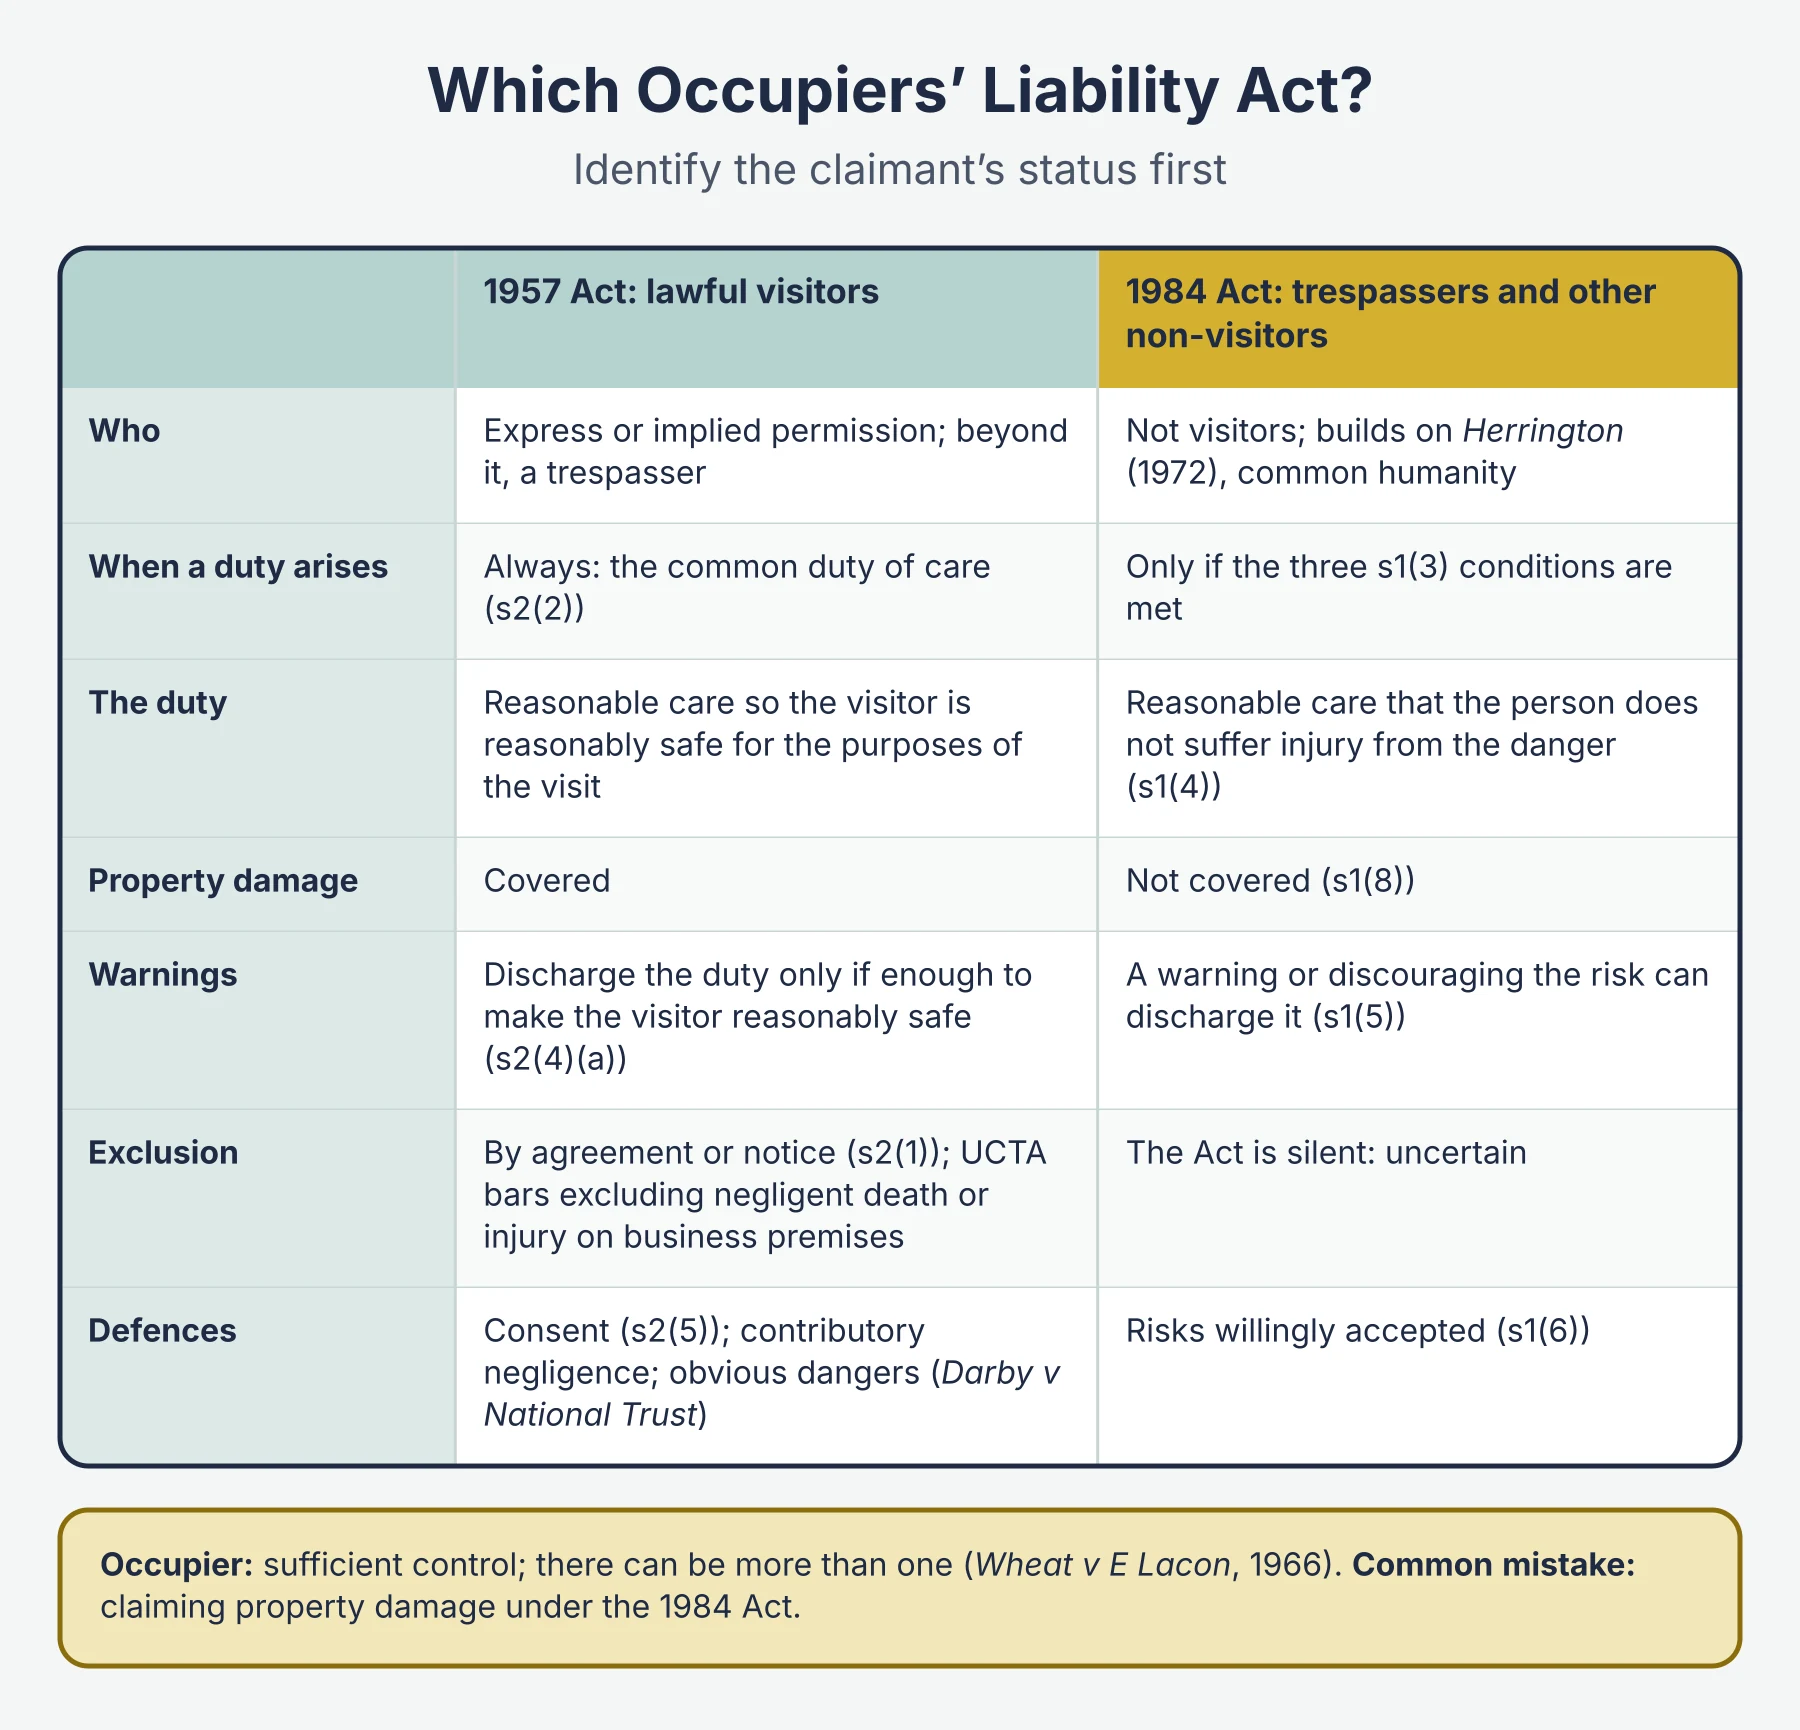 Which Occupiers’ Liability Act?
Identify the claimant’s status first
1957 Act: lawful visitors
1984 Act: trespassers and other
non-visitors
Who
Express or implied permission; beyond
it, a trespasser
Not visitors; builds on Herrington
(1972), common humanity
When a duty arises
Always: the common duty of care
(s2(2))
Only if the three s1(3) conditions are
met
The duty
Reasonable care so the visitor is
reasonably safe for the purposes of
the visit
Reasonable care that the person does
not suffer injury from the danger
(s1(4))
Property damage
Covered
Not covered (s1(8))
Warnings
Discharge the duty only if enough to
make the visitor reasonably safe
(s2(4)(a))
A warning or discouraging the risk can
discharge it (s1(5))
Exclusion
By agreement or notice (s2(1)); UCTA
bars excluding negligent death or
injury on business premises
The Act is silent: uncertain
Defences
Consent (s2(5)); contributory
negligence; obvious dangers (Darby v
National Trust)
Risks willingly accepted (s1(6))
Occupier: sufficient control; there can be more than one (Wheat v E Lacon, 1966). Common mistake:
claiming property damage under the 1984 Act.